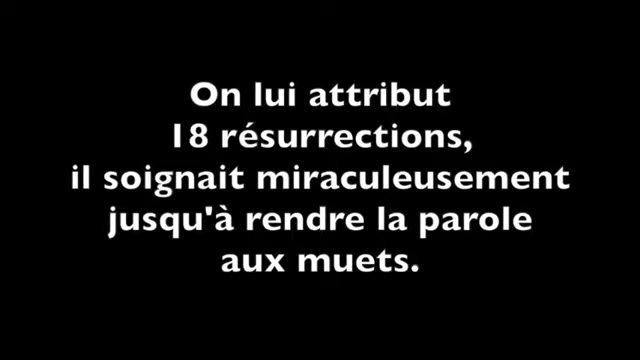 On lui attribut
18 résurrections,
il soignait miraculeusement
jusqu'à rendre la parole
aux muets.